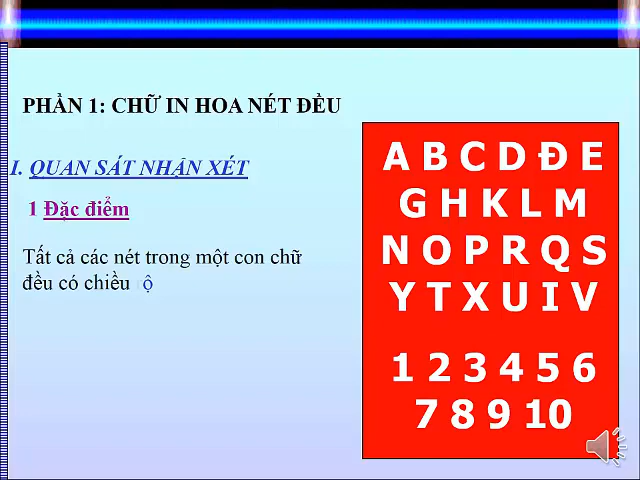 PHẦN 1: CHỮ IN HOA NÉT ĐỀU
I. QUAN SÁT NHẬN XÉT
1 Đặc điểm
Tất cả các nét trong một con chữ
đều có chiều ộ
A B C D Đ E
G H K L M
N O P R Q S
Y T X U I V
1 2 3 4 5 6
7 8 9 10